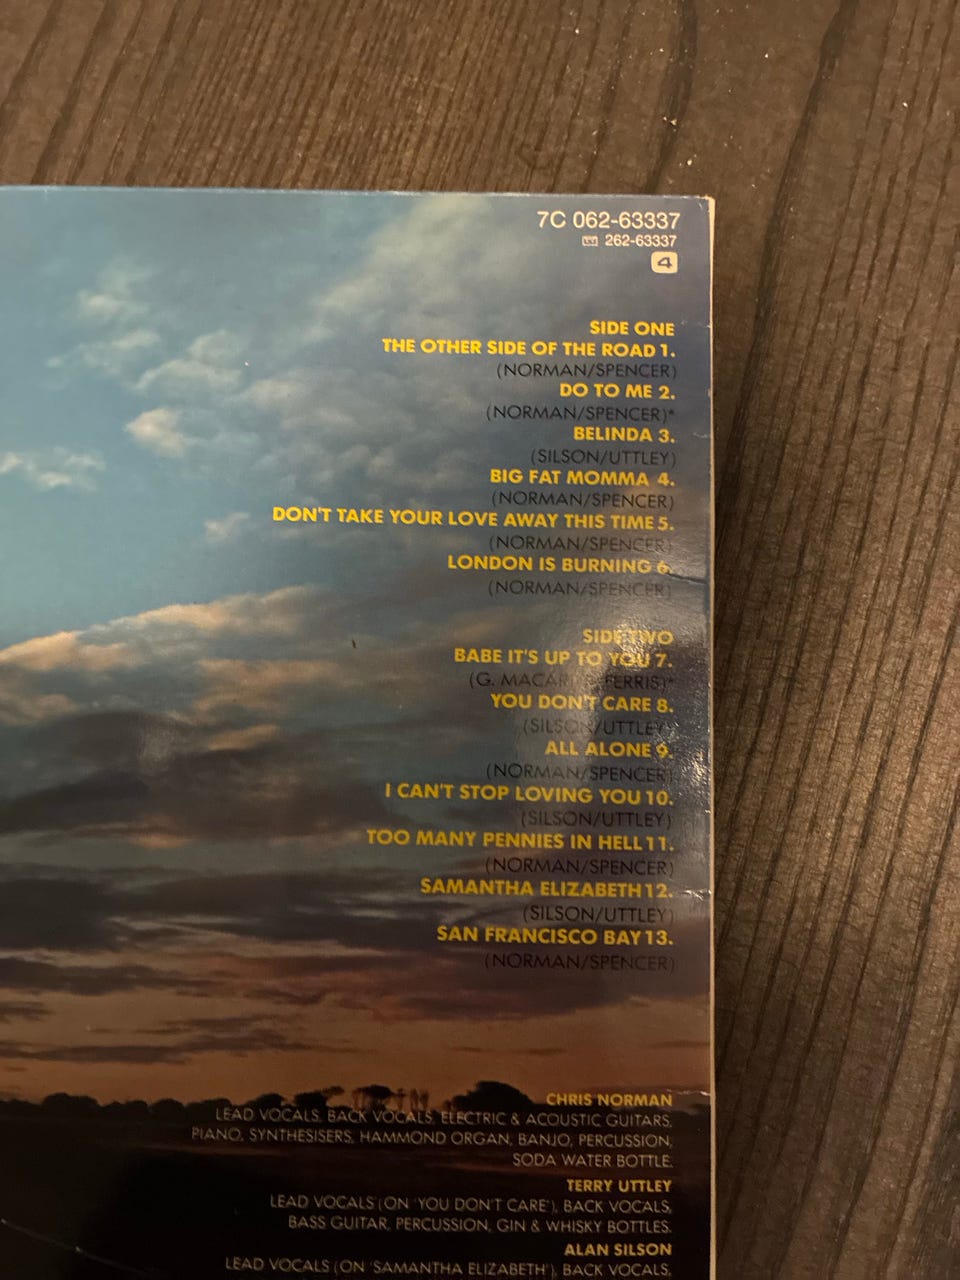 7C 062-63337
262-63337
4
SIDE ONE
THE OTHER SIDE OF THE ROAD 1.
(NORMAN/SPENCER)
DO TO ME 2.
(NORMAN/SPENCER)*
BELINDA 3.
(SILSON/UTTLEY)
BIG FAT MOMMA 4.
(NORMAN/SPENCER)
DON'T TAKE YOUR LOVE AWAY THIS TIME 5.
(NORMAN/SPENCER)
LONDON IS BURNING 6.
(NORMAN/SPENCER)
SIDE TWO
BABE IT'S UP TO YOU 7.
(G. FERRIS)*
YOU DON'T CARE 8.
(SILSON/UTTLEY)
ALL ALONE 9.
(NORMAN/SPENCER)
I CAN'T STOP LOVING YOU 10.
(SILSON/UTTLEY)
TOO MANY PENNIES IN HELL 11.
(NORMAN/SPENCER)
SAMANTHA ELIZABETH 12.
(SILSON/UTTLEY)
SAN FRANCISCO BAY 13.
(NORMAN/SPENCER)
CHRIS NORMAN
LEAD VOCALS, BACK VOCALS, ELECTRIC & ACOUSTIC GUITARS,
PIANO, SYNTHESISERS, HAMMOND ORGAN, BANJO, PERCUSSION,
SODA WATER BOTTLE.
TERRY UTTLEY
LEAD VOCALS (ON 'YOU DON'T CARE'), BACK VOCALS,
BASS GUITAR, PERCUSSION, GIN & WHISKY BOTTLES.
ALAN SILSON
LEAD VOCALS (ON 'SAMANTHA ELIZABETH'), BACK VOCALS,